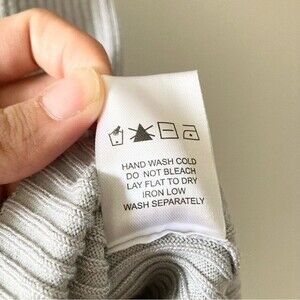 HAND WASH COLD
DO NOT BLEACH
LAY FLAT TO DRY
IRON LOW
WASH SEPARATELY